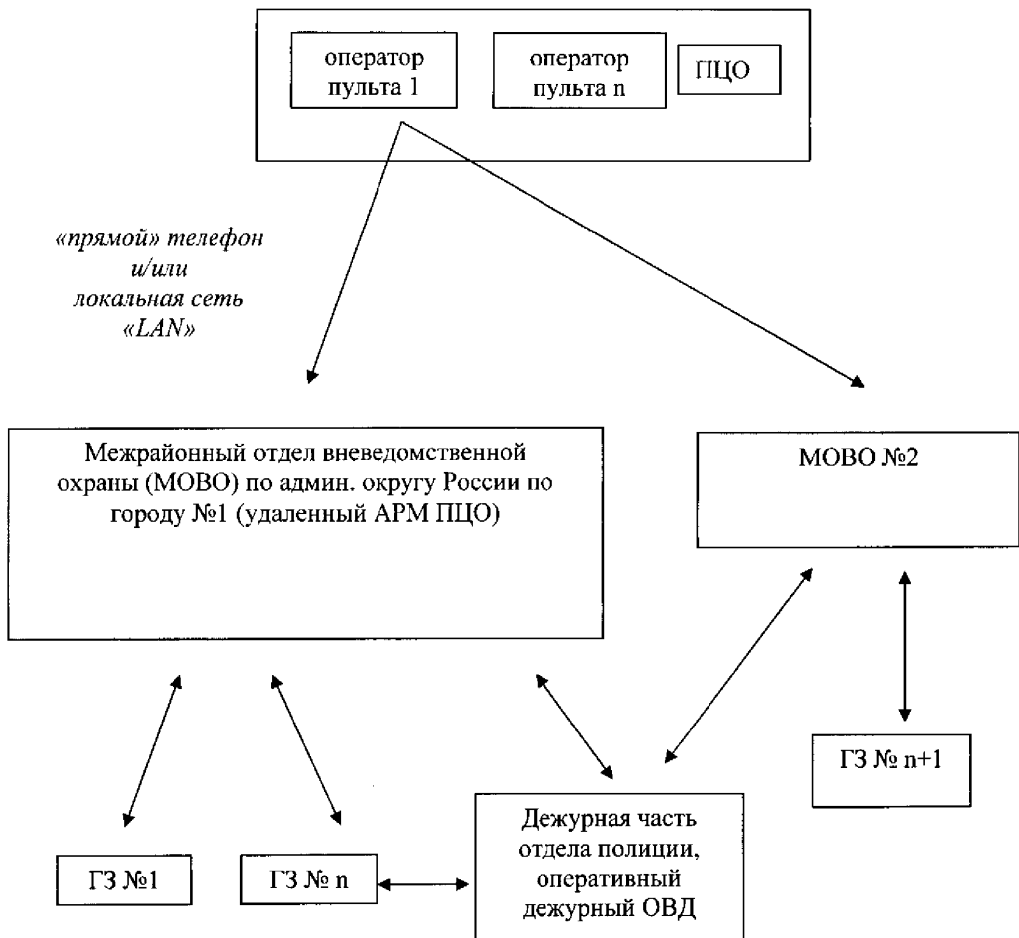 оператор
пульта 1
оператор
пульта n
ПЦО
«прямой» телефон
и/или
локальная сеть
«LAN»
Межрайонный отдел вневедомственной
охраны (МОВО) по админ. округу России по
городу №1 (удаленный АРМ ПЦО)
МОВО №2
ГЗ № n+1
Дежурная часть
отдела полиции,
оперативный
дежурный ОВД
ГЗ №1
ГЗ № n